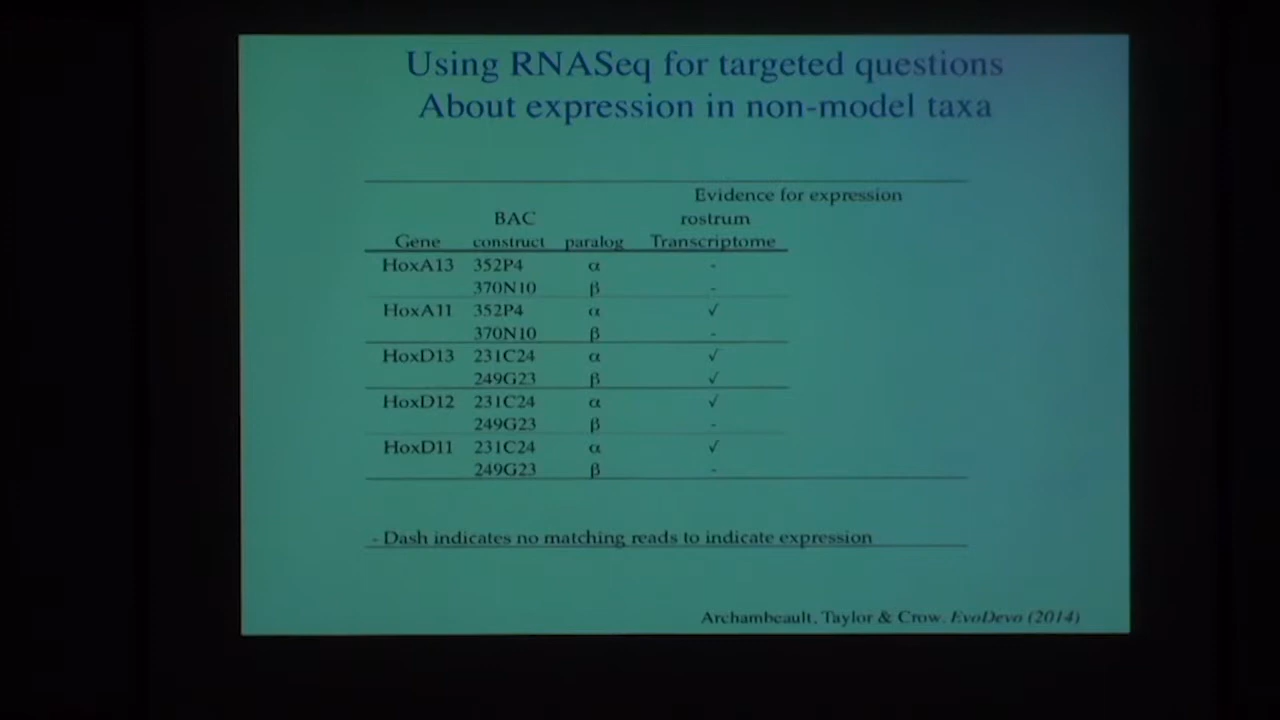 Using RNASeq for targeted questions
About expression in non-model taxa
Evidence for expression
BAC rostrum
Gene construct paralog Transcriptome
HoxA13 352P4 α -
370N10 β -
HoxA11 352P4 α √
370N10 β -
HoxD13 231C24 α √
249G23 β √
HoxD12 231C24 α √
249G23 β -
HoxD11 231C24 α √
249G23 β -
- Dash indicates no matching reads to indicate expression
Archambeault, Taylor & Crow. EvoDevo (2014)